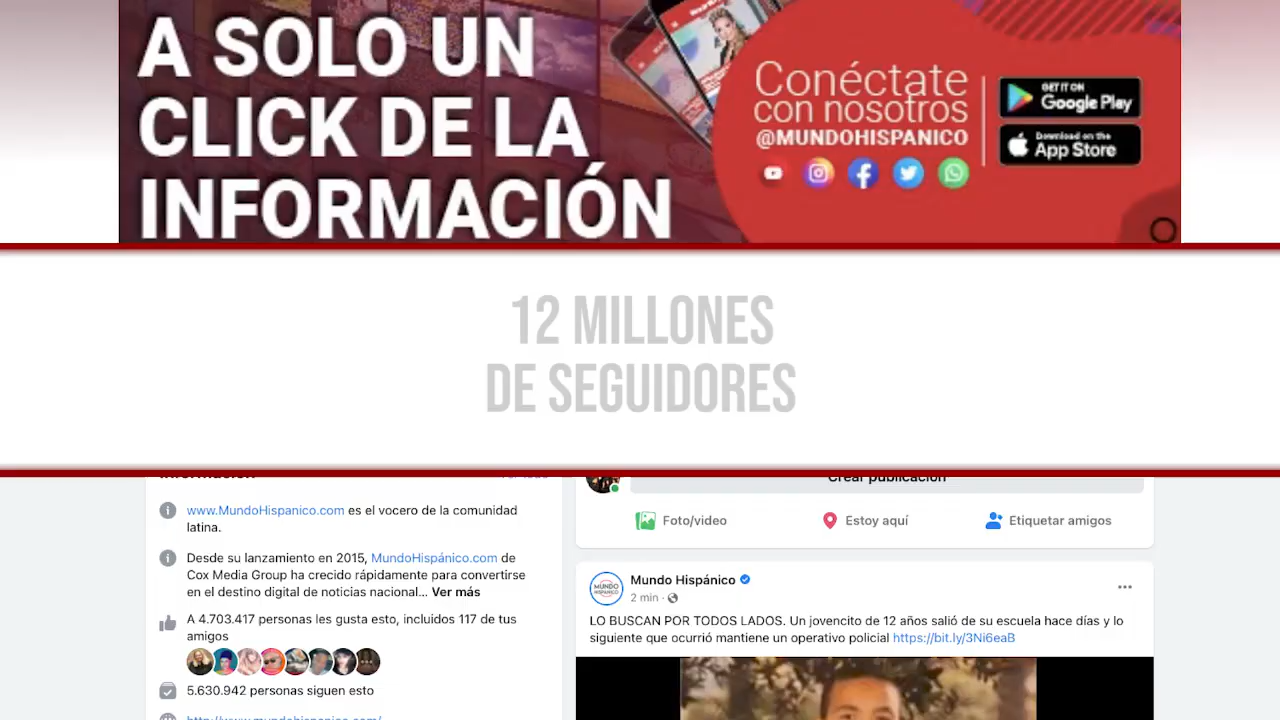 A SOLO UN
CLICK DE LA
INFORMACIÓN
Conéctate
con nosotros
@MUNDOHISPANICO
GET IT ON
Google Play
Download on the
App Store
12 MILLONES
DE SEGUIDORES
www.MundoHispanico.com es el vocero de la comunidad
latina.
Desde su lanzamiento en 2015, MundoHispánico.com de
Cox Media Group ha crecido rápidamente para convertirse
en el destino digital de noticias nacional... Ver más
A 4.703.417 personas les gusta esto, incluidos 117 de tus
amigos
5.630.942 personas siguen esto
http://www.mundohispanico.com/
Crear publicación
Foto/video
Estoy aquí
Etiquetar amigos
MUNDO
HISPÁNICO
Mundo Hispánico
2 min ·
LO BUSCAN POR TODOS LADOS. Un jovencito de 12 años salió de su escuela hace días y lo
siguiente que ocurrió mantiene un operativo policial https://bit.ly/3Ni6eaB